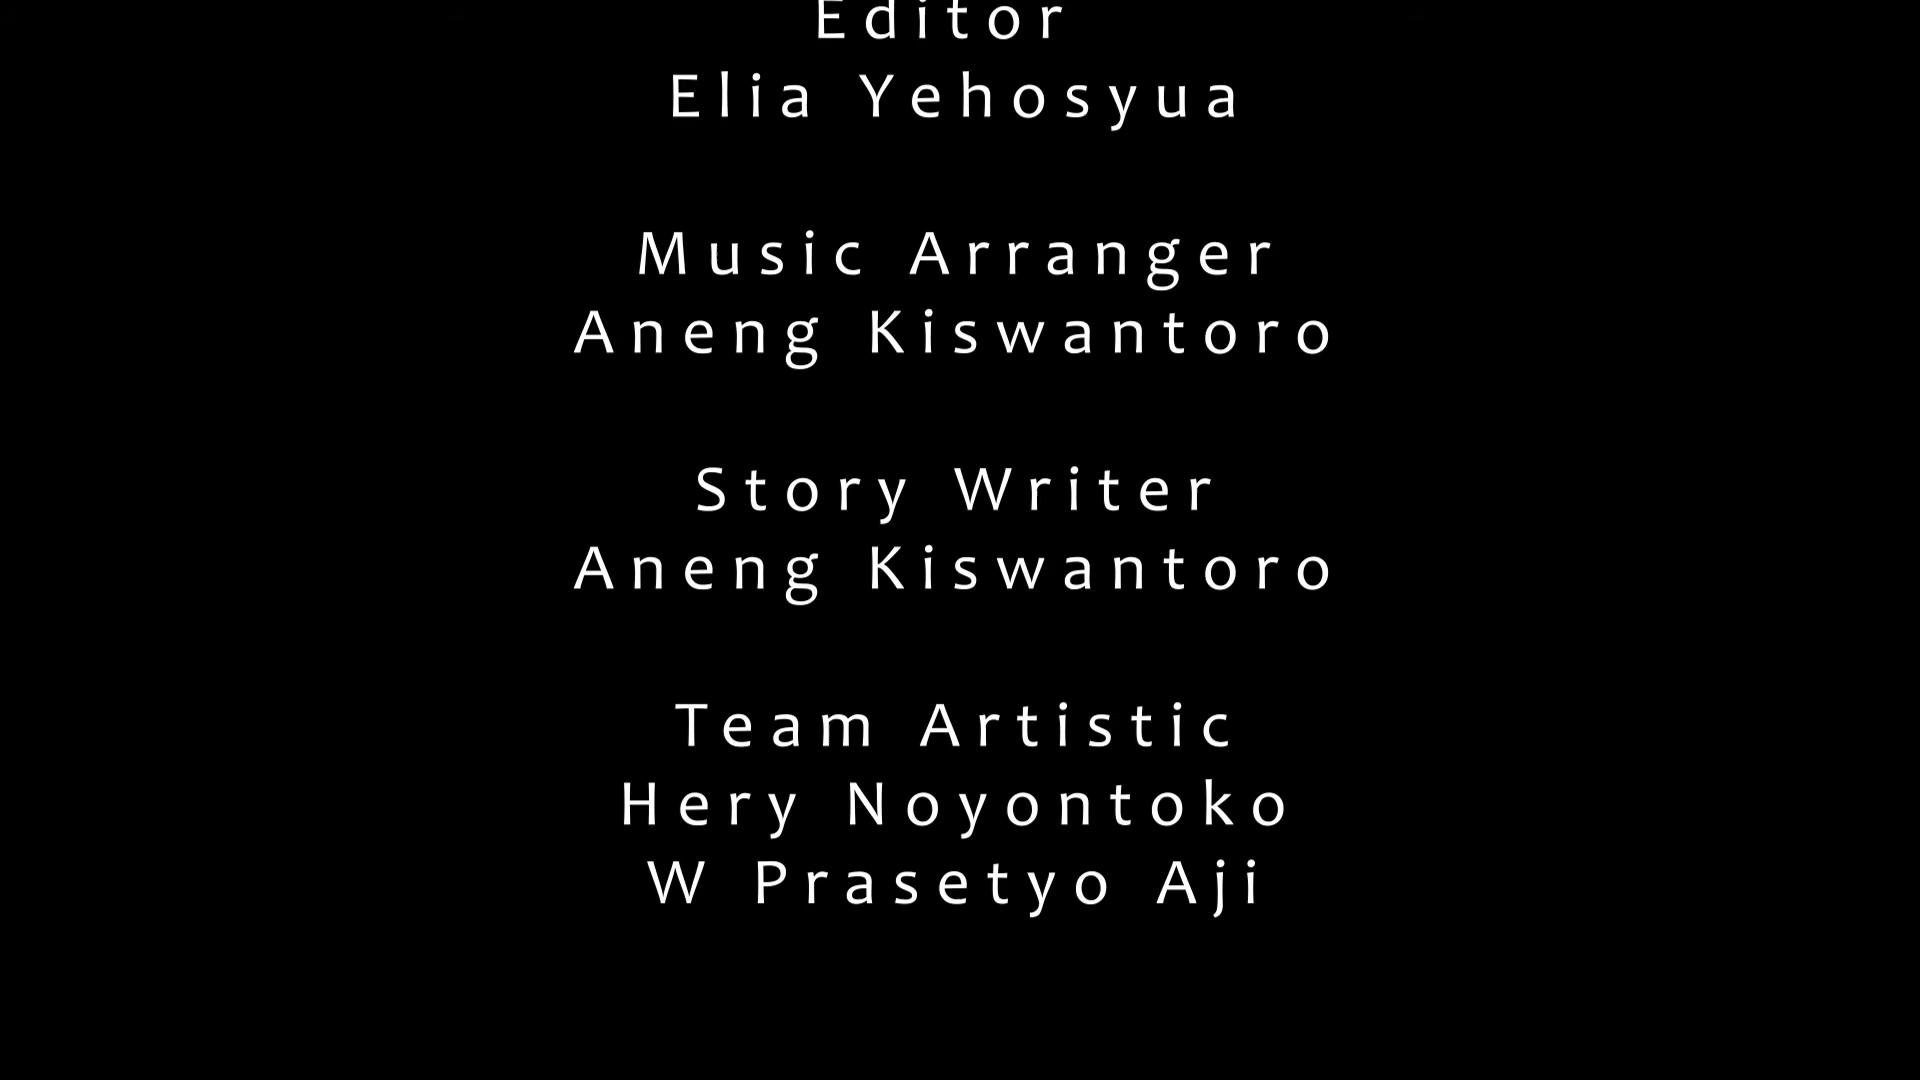 Editor
Elia Yehosyua
Music Arranger
Aneng Kiswantoro
Story Writer
Aneng Kiswantoro
Team Artistic
Hery Noyontoko
W Prasetyo Aji